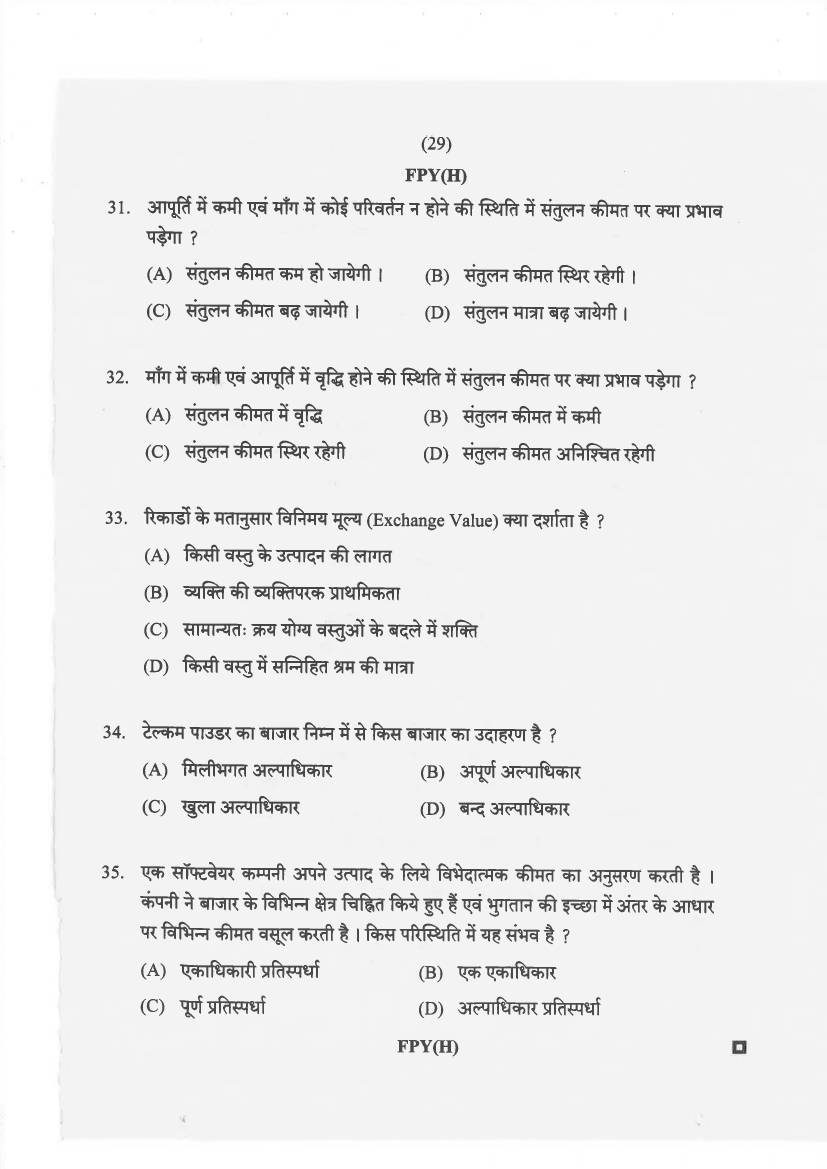 (29)
FPY(H)
31. आपूर्ति में कमी एवं माँग में कोई परिवर्तन न होने की स्थिति में संतुलन कीमत पर क्या प्रभाव
पड़ेगा ?
(A) संतुलन कीमत कम हो जायेगी । (B) संतुलन कीमत स्थिर रहेगी ।
(C) संतुलन कीमत बढ़ जायेगी । (D) संतुलन मात्रा बढ़ जायेगी ।
32. माँग में कमी एवं आपूर्ति में वृद्धि होने की स्थिति में संतुलन कीमत पर क्या प्रभाव पड़ेगा ?
(A) संतुलन कीमत में वृद्धि (B) संतुलन कीमत में कमी
(C) संतुलन कीमत स्थिर रहेगी (D) संतुलन कीमत अनिश्चित रहेगी
33. रिकार्डो के मतानुसार विनिमय मूल्य (Exchange Value) क्या दर्शाता है ?
(A) किसी वस्तु के उत्पादन की लागत
(B) व्यक्ति की व्यक्तिपरक प्राथमिकता
(C) सामान्यतः क्रय योग्य वस्तुओं के बदले में शक्ति
(D) किसी वस्तु में सन्निहित श्रम की मात्रा
34. टेल्कम पाउडर का बाजार निम्न में से किस बाजार का उदाहरण है ?
(A) मिलीभगत अल्पाधिकार (B) अपूर्ण अल्पाधिकार
(C) खुला अल्पाधिकार (D) बन्द अल्पाधिकार
35. एक सॉफ्टवेयर कम्पनी अपने उत्पाद के लिये विभेदात्मक कीमत का अनुसरण करती है ।
कंपनी ने बाजार के विभिन्न क्षेत्र चिह्नित किये हुए हैं एवं भुगतान की इच्छा में अंतर के आधार
पर विभिन्न कीमत वसूल करती है । किस परिस्थिति में यह संभव है ?
(A) एकाधिकारी प्रतिस्पर्धा (B) एक एकाधिकार
(C) पूर्ण प्रतिस्पर्धा (D) अल्पाधिकार प्रतिस्पर्धा
FPY(H)